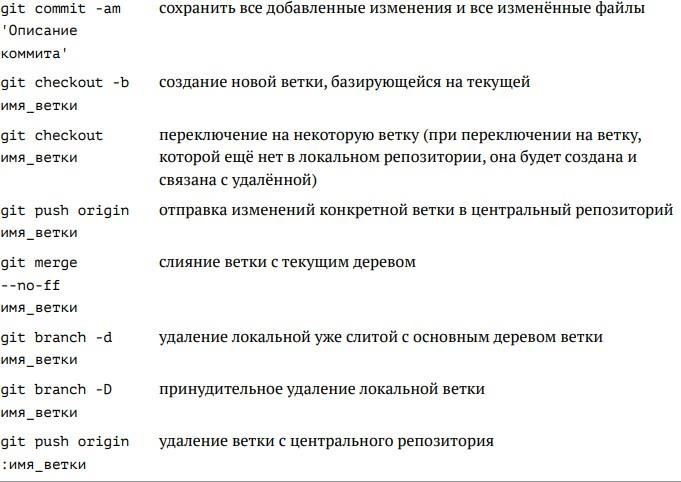 git commit -am сохранить все добавленные изменения и все изменённые файлы
'Описание
коммита'
git checkout -b создание новой ветки, базирующейся на текущей
имя_ветки
git checkout переключение на некоторую ветку (при переключении на ветку,
имя_ветки которой ещё нет в локальном репозитории, она будет создана и
связана с удалённой)
git push origin отправка изменений конкретной ветки в центральный репозиторий
имя_ветки
git merge слияние ветки с текущим деревом
--no-ff
имя_ветки
git branch -d удаление локальной уже слитой с основным деревом ветки
имя_ветки
git branch -D принудительное удаление локальной ветки
имя_ветки
git push origin удаление ветки с центрального репозитория
:имя_ветки